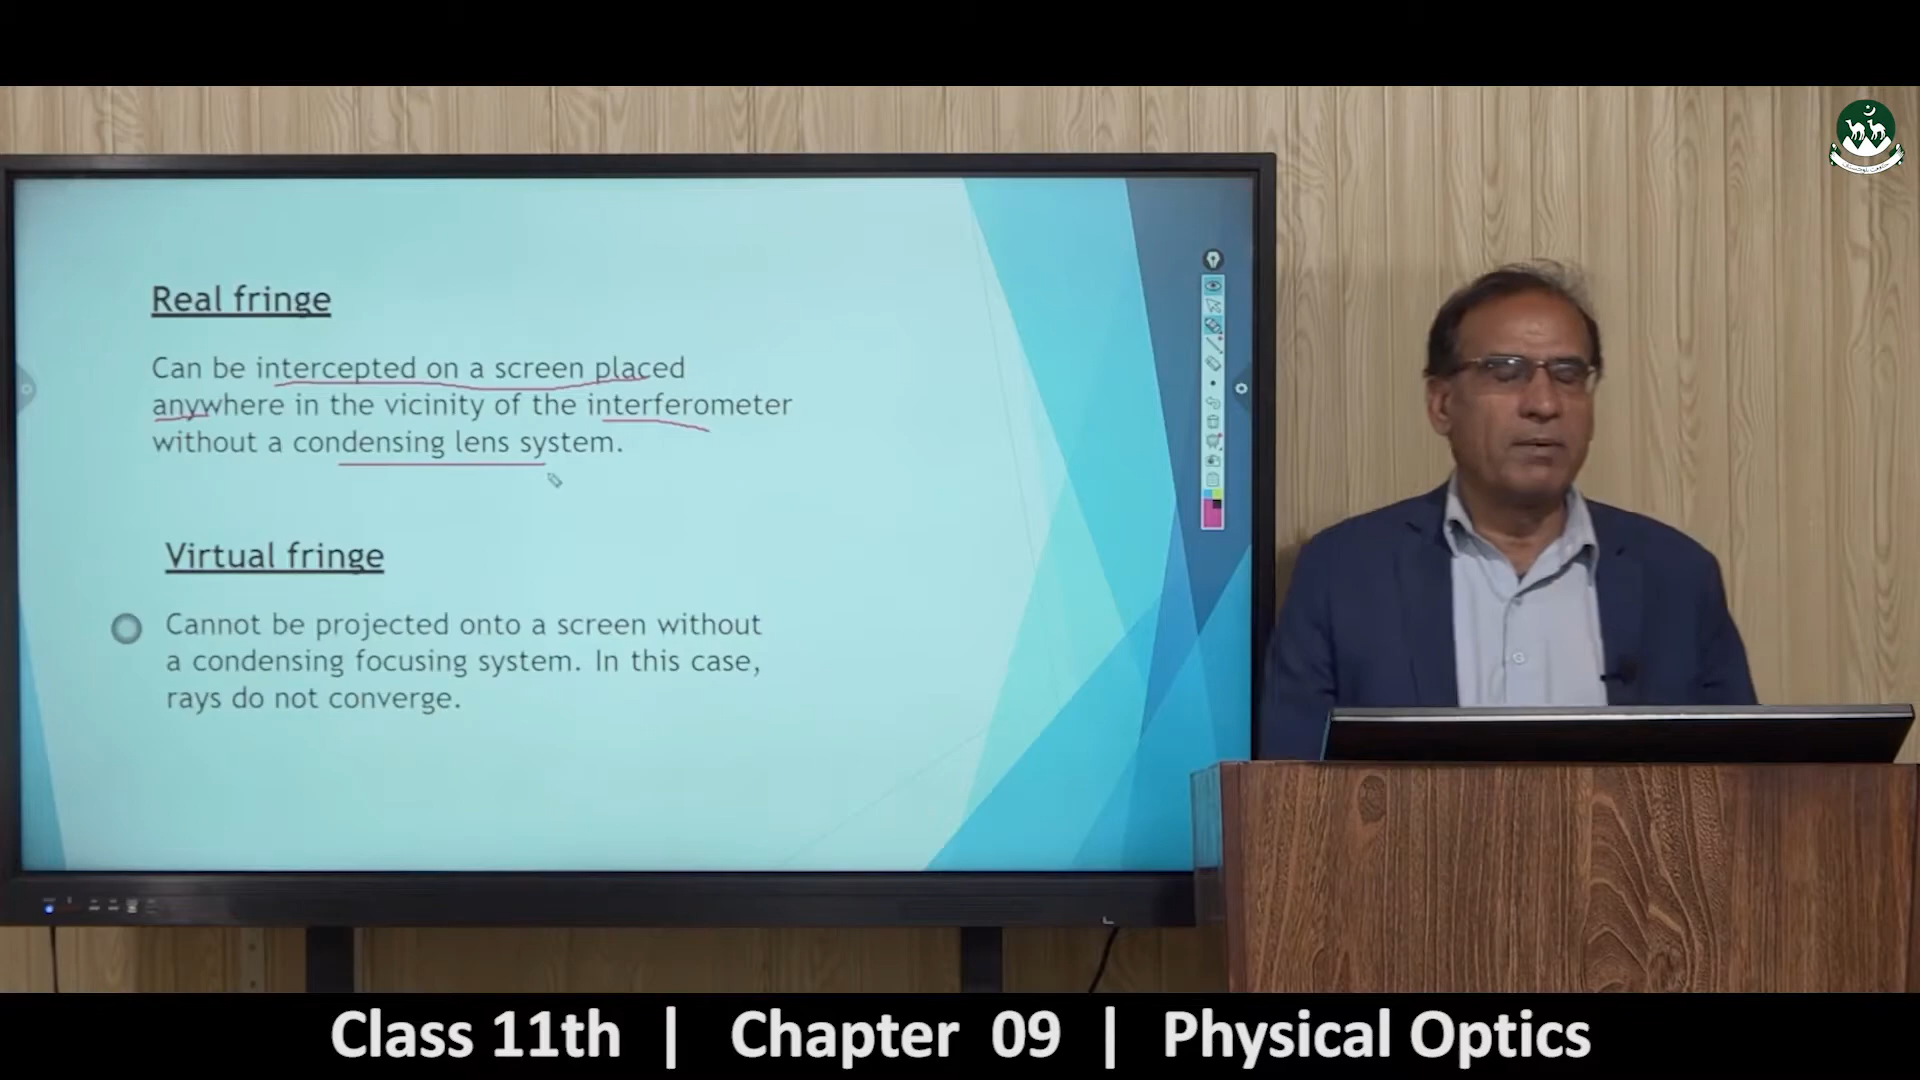 Real fringe
Can be intercepted on a screen placed
anywhere in the vicinity of the interferometer
without a condensing lens system.
Virtual fringe
Cannot be projected onto a screen without
a condensing focusing system. In this case,
rays do not converge.
Class 11th | Chapter 09 | Physical Optics